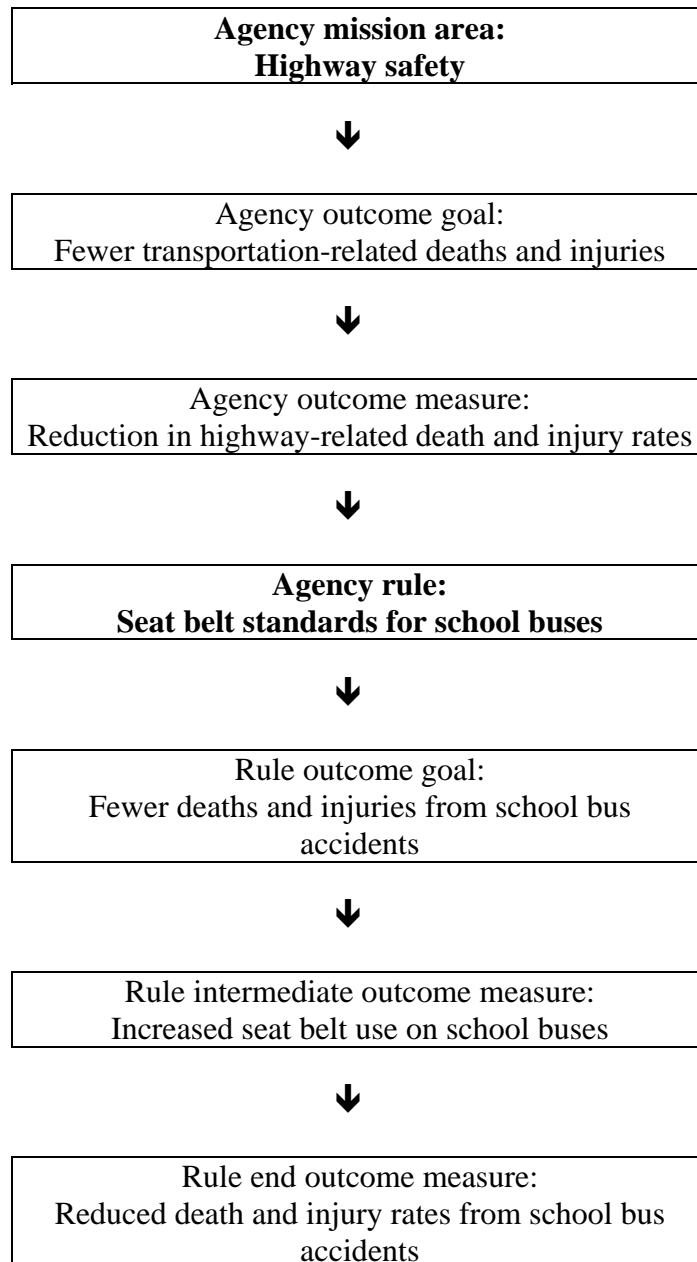 Agency mission area:
Highway safety
Agency outcome goal:
Fewer transportation-related deaths and injuries
Agency outcome measure:
Reduction in highway-related death and injury rates
Agency rule:
Seat belt standards for school buses
Rule outcome goal:
Fewer deaths and injuries from school bus
accidents
Rule intermediate outcome measure:
Increased seat belt use on school buses
Rule end outcome measure:
Reduced death and injury rates from school bus
accidents